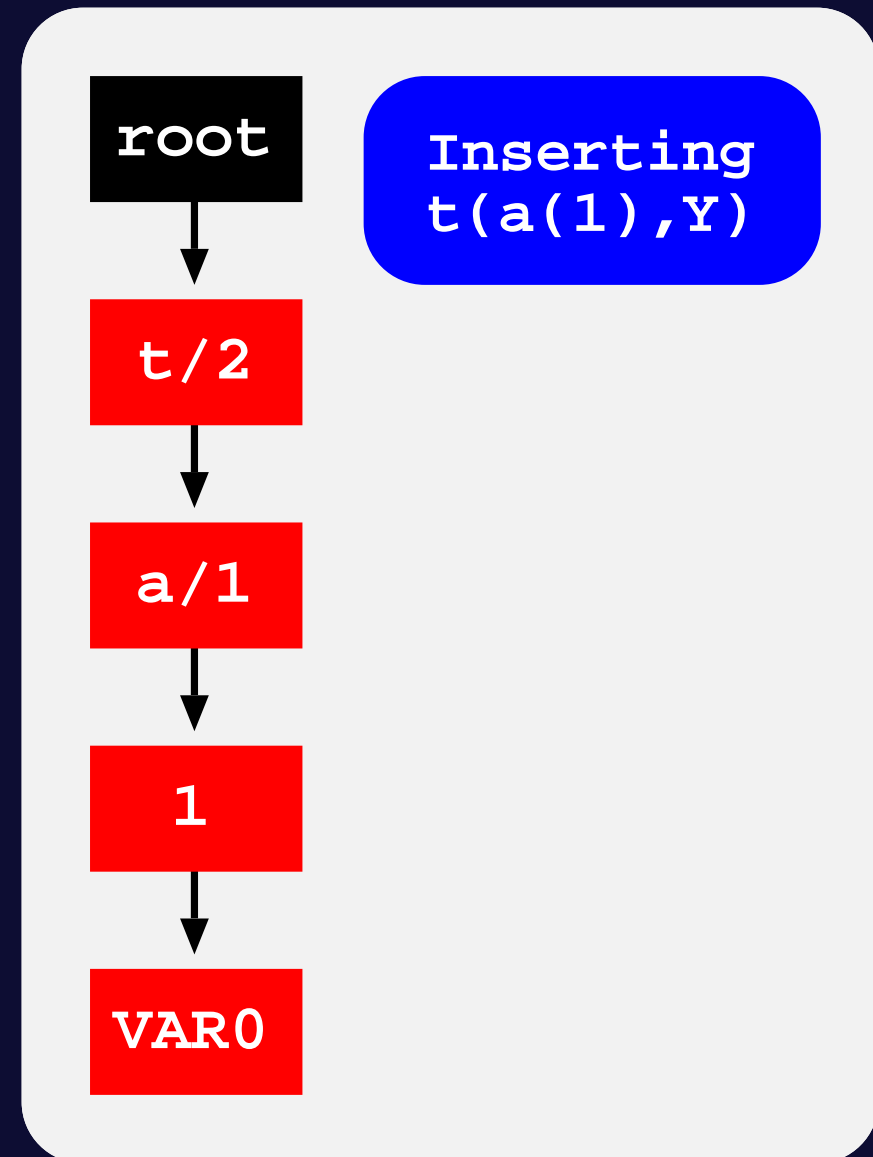 root
Inserting
t(a(1),Y)
t/2
a/1
1
VAR0